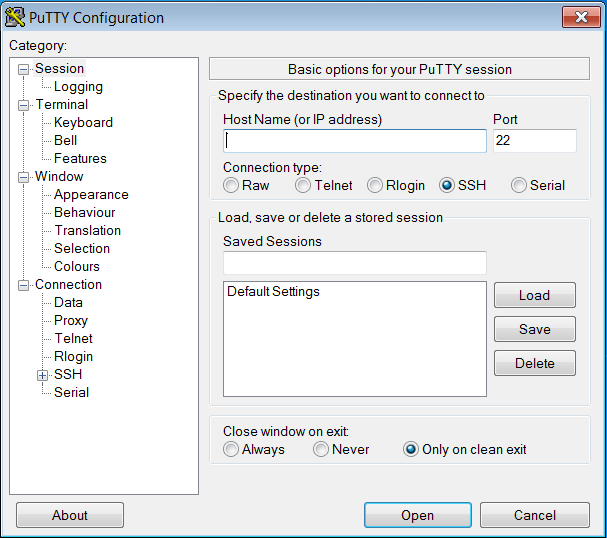 PuTTY Configuration
Category:
Session
Logging
Terminal
Keyboard
Bell
Features
Window
Appearance
Behaviour
Translation
Selection
Colours
Connection
Data
Proxy
Telnet
Rlogin
SSH
Serial
Basic options for your PuTTY session
Specify the destination you want to connect to
Host Name (or IP address) Port
22
Connection type:
Raw Telnet Rlogin SSH Serial
Load, save or delete a stored session
Saved Sessions
Default Settings
Load
Save
Delete
Close window on exit:
Always Never Only on clean exit
About Open Cancel